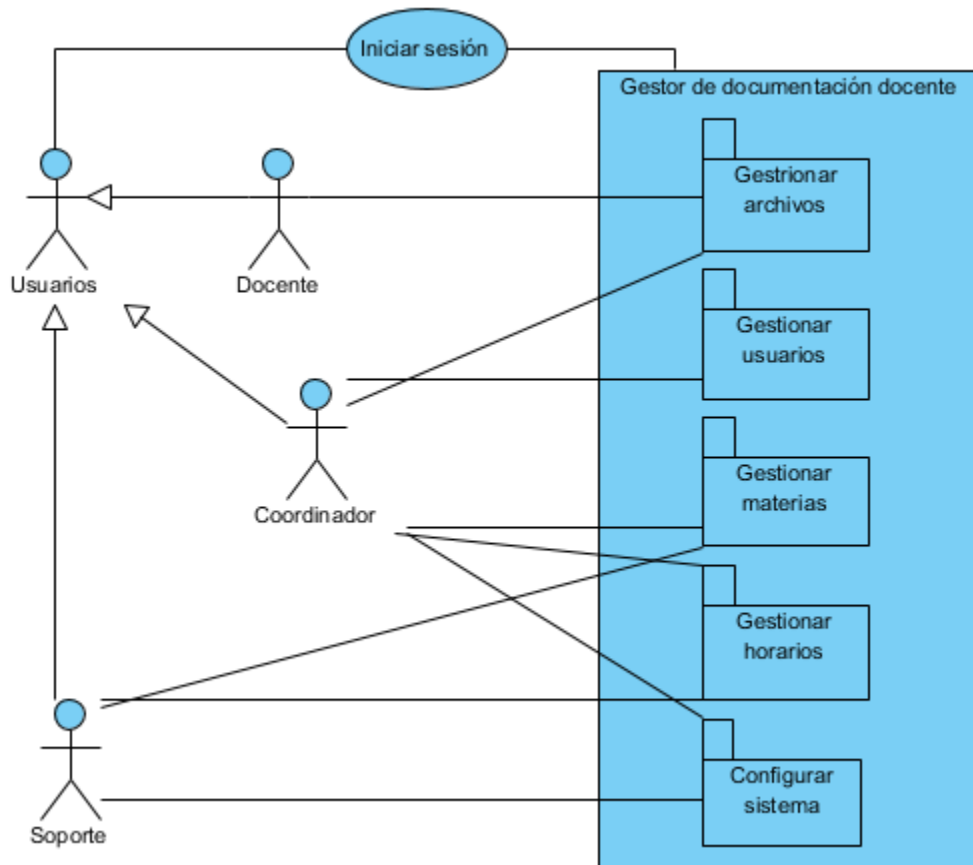 Iniciar sesión
Gestor de documentación docente
Gestrionar
archivos
Usuarios
Docente
Gestionar
usuarios
Coordinador
Gestionar
materias
Gestionar
horarios
Configurar
sistema
Soporte